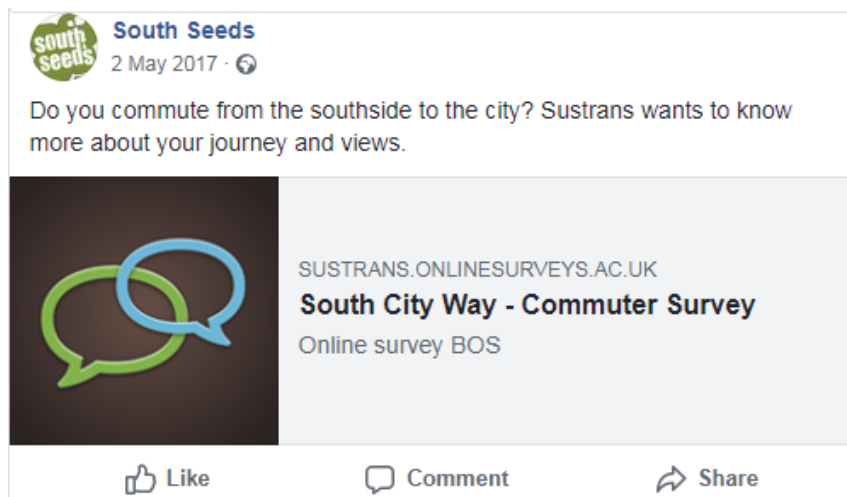 south
seeds
South Seeds
2 May 2017 ·
Do you commute from the southside to the city? Sustrans wants to know
more about your journey and views.
SUSTRANS.ONLINESURVEYS.AC.UK
South City Way - Commuter Survey
Online survey BOS
Like
Comment
Share